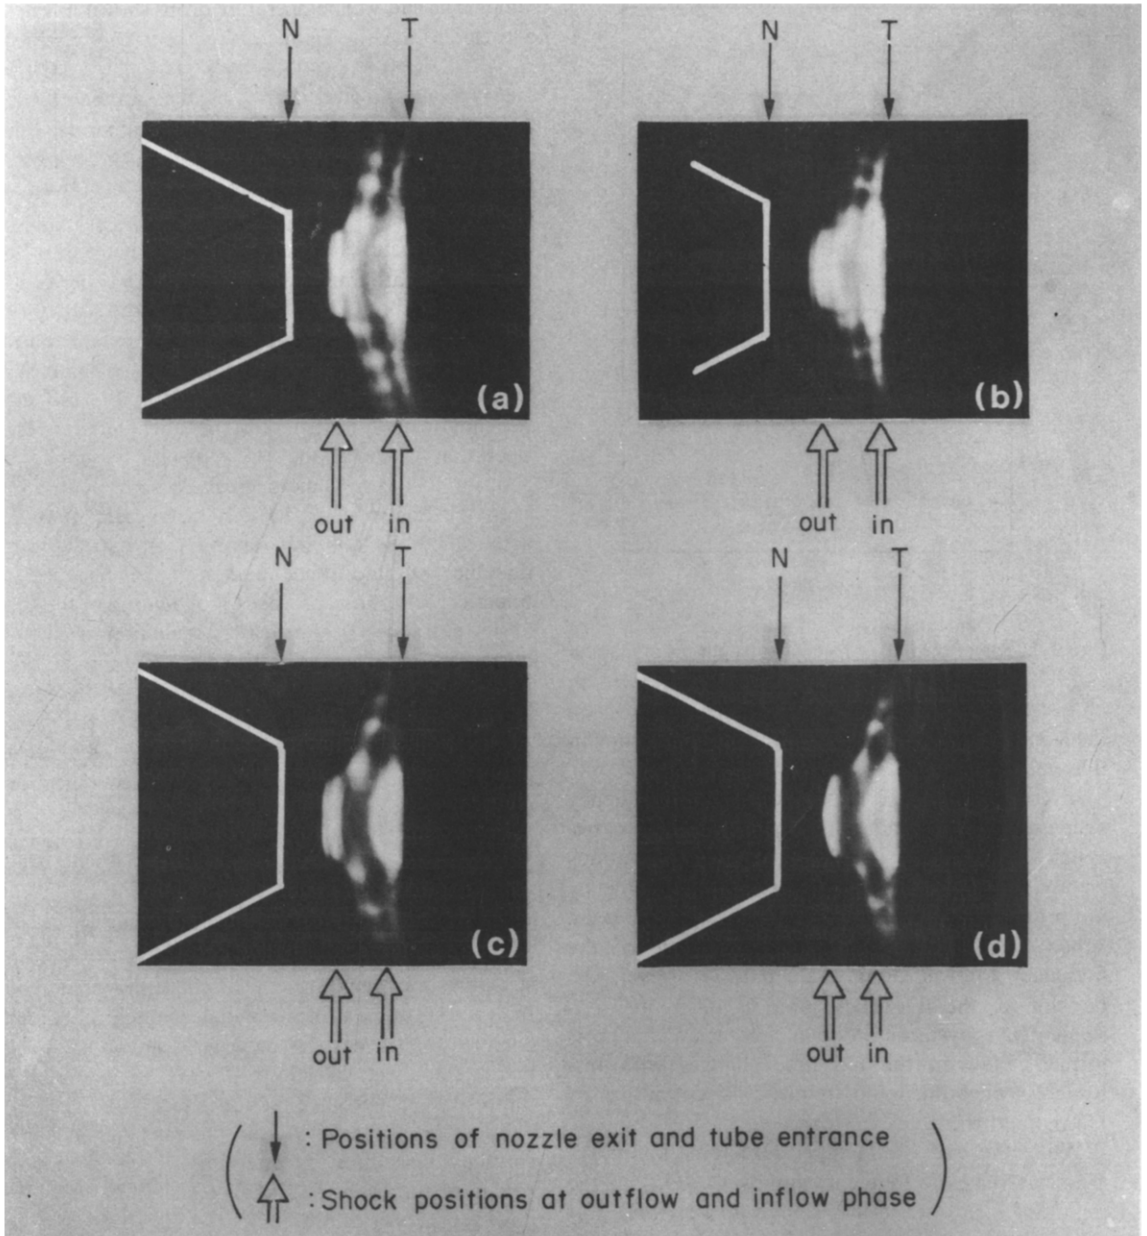 N T N T
(a) (b)
out in out in
N T N T
(c) (d)
out in out in
: Positions of nozzle exit and tube entrance
: Shock positions at outflow and inflow phase